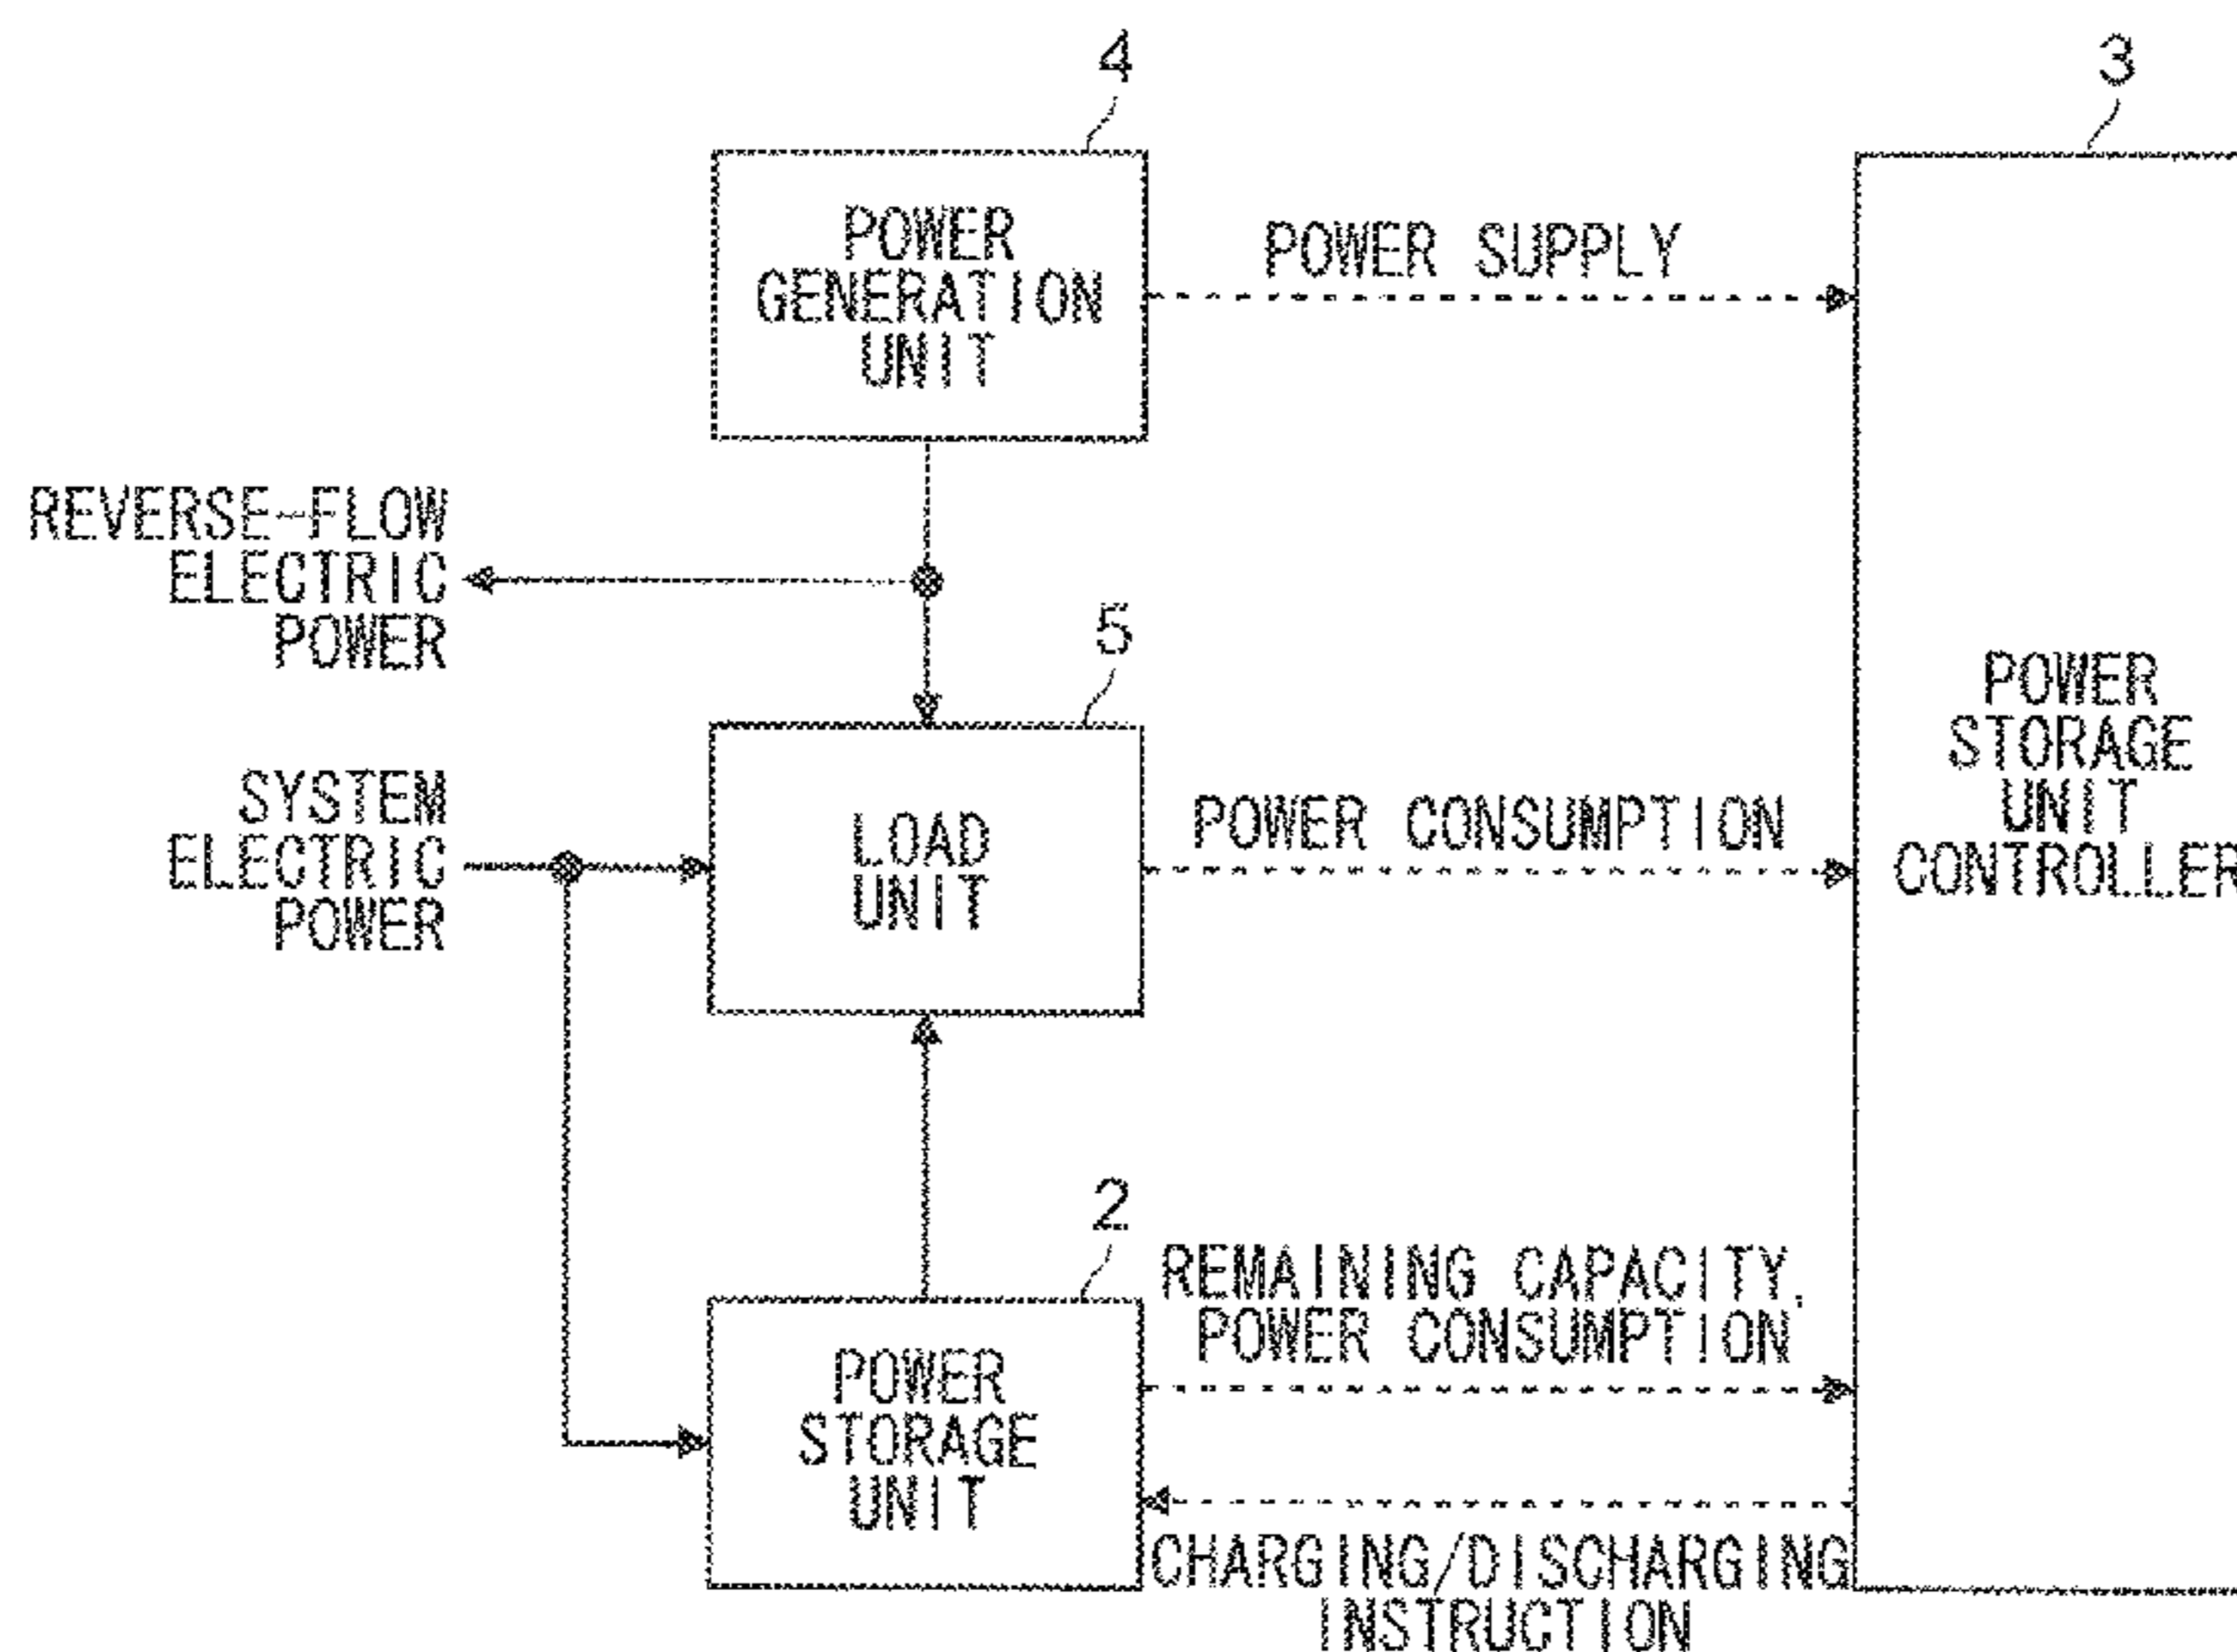 4
3
POWER
GENERATION
UNIT
POWER SUPPLY
REVERSE-FLOW
ELECTRIC
POWER
5
SYSTEM
ELECTRIC
POWER
LOAD
UNIT
POWER CONSUMPTION
POWER
STORAGE
UNIT
CONTROLLER
2
POWER
STORAGE
UNIT
REMAINING CAPACITY,
POWER CONSUMPTION
CHARGING/DISCHARGING
INSTRUCTION